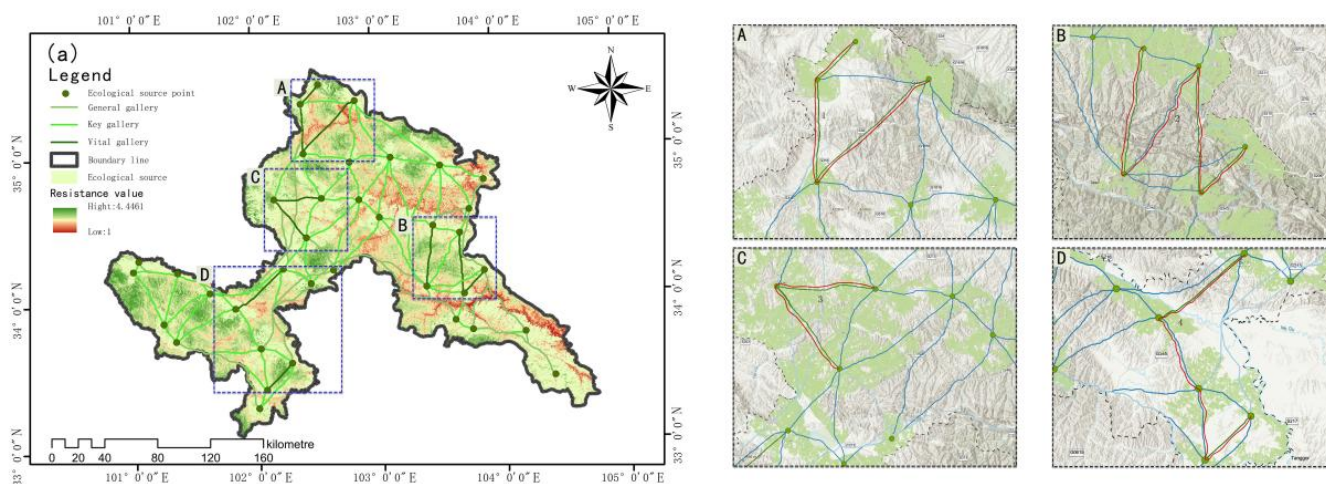 101° 0'0"E 102° 0'0"E 103° 0'0"E 104° 0'0"E 105° 0'0"E
(a)
Legend
Ecological source point
General gallery
Key gallery
Vital gallery
Boundary line
Ecological source
Resistance value
Hight:4.4461
Low:1
N
W E
S
A
C
B
D
35° 0'0"N
34° 0'0"N
33° 0'0"N
35° 0'0"N
34° 0'0"N
33° 0'0"N
kilometre
0 10 20 40 80 120 160
101° 0'0"E 102° 0'0"E 103° 0'0"E 104° 0'0"E 105° 0'0"E
A
1
B
2
C
3
D
4
Tanggor